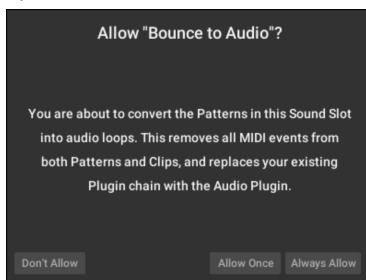 Allow "Bounce to Audio"?
You are about to convert the Patterns in this Sound Slot
into audio loops. This removes all MIDI events from
both Patterns and Clips, and replaces your existing
Plugin chain with the Audio Plugin.
Don't Allow
Allow Once
Always Allow